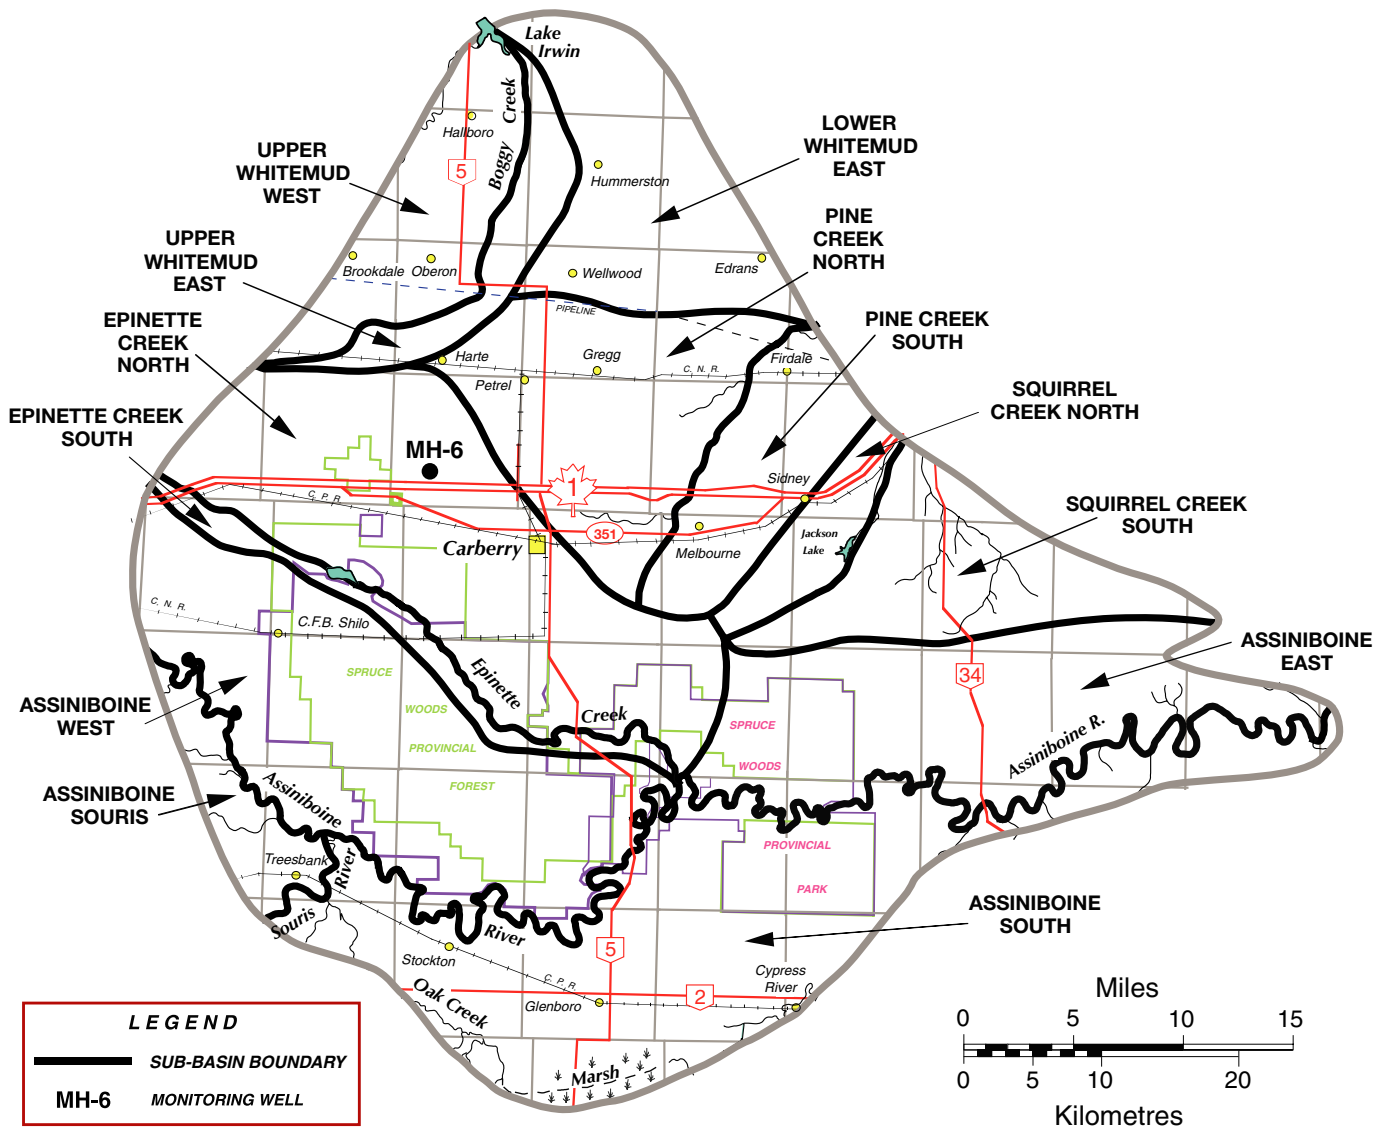 Lake
Irwin
Boggy Creek
Hallboro
5
Hummerston
UPPER
WHITEMUD
WEST
LOWER
WHITEMUD
EAST
UPPER
WHITEMUD
EAST
PINE
CREEK
NORTH
Brookdale
Oberon
Wellwood
Edrans
PIPELINE
EPINETTE
CREEK
NORTH
PINE CREEK
SOUTH
Harte
Gregg
Firdale
Petrel
C. N. R.
SQUIRREL
CREEK NORTH
EPINETTE CREEK
SOUTH
MH-6
Sidney
1
C. P. R.
351
SQUIRREL CREEK
SOUTH
Carberry
Melbourne
Jackson
Lake
C. N. R.
C.F.B. Shilo
ASSINIBOINE
EAST
SPRUCE
WOODS
PROVINCIAL
FOREST
Epinette
Creek
34
SPRUCE
WOODS
PROVINCIAL
PARK
ASSINIBOINE
WEST
Assiniboine R.
ASSINIBOINE
SOURIS
Assiniboine
River
Treesbank
River
Souris
ASSINIBOINE
SOUTH
Stockton
5
C. P. R.
Cypress
River
Oak Creek
Glenboro
2
Marsh
LEGEND
SUB-BASIN BOUNDARY
MH-6 MONITORING WELL
Miles
0 5 10 15
0 5 10 20
Kilometres